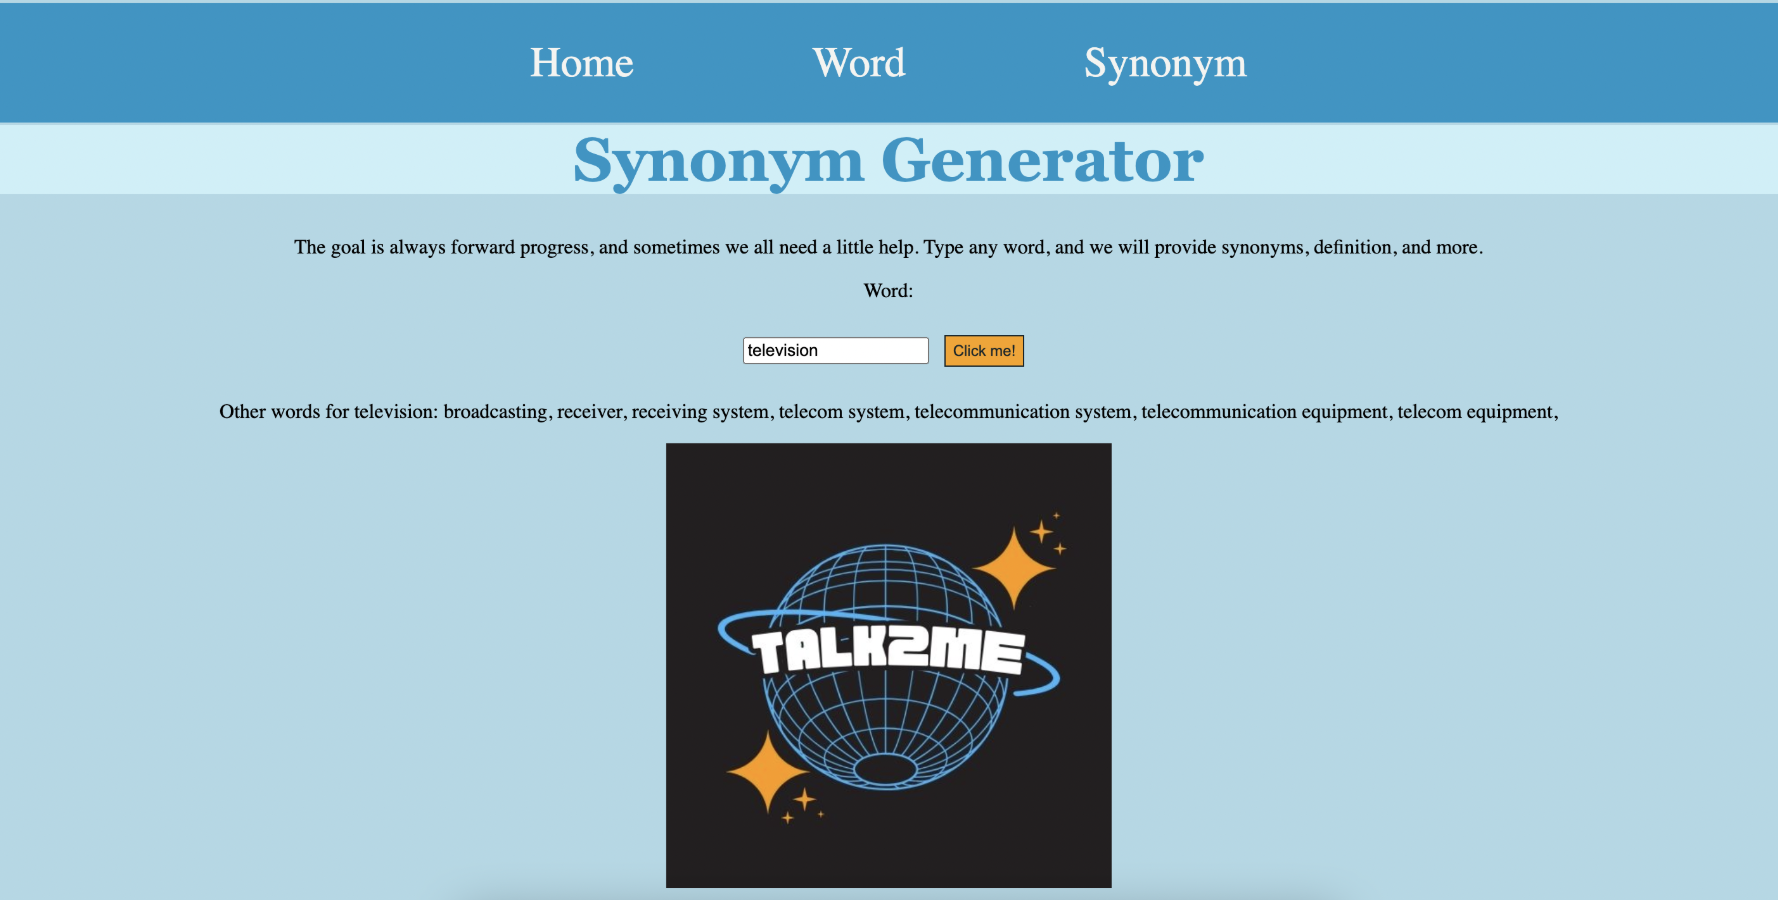 Home Word Synonym
Synonym Generator
The goal is always forward progress, and sometimes we all need a little help. Type any word, and we will provide synonyms, definition, and more.
Word:
television Click me!
Other words for television: broadcasting, receiver, receiving system, telecom system, telecommunication system, telecommunication equipment, telecom equipment,
TALK2ME